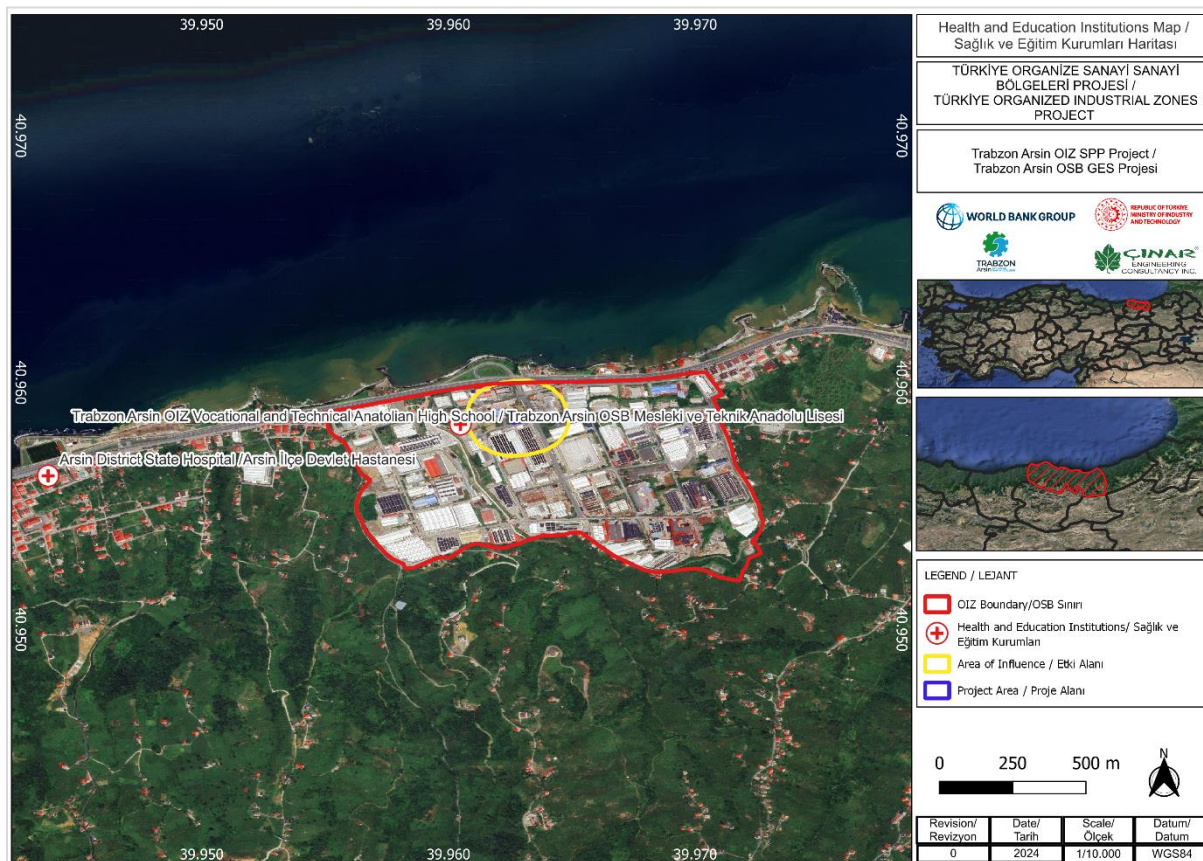 39.950
39.960
39.970
40.970
40.970
40.960
40.960
40.950
40.950
39.950
39.960
39.970
Trabzon Arsin OIZ Vocational and Technical Anatolian High School / Trabzon Arsin OSB Mesleki ve Teknik Anadolu Lisesi
Arsin District State Hospital /Arsin İlçe Devlet Hastanesi
Health and Education Institutions Map /
Sağlık ve Eğitim Kurumları Haritası
TÜRKİYE ORGANIZE SANAYİ SANAYİ
BÖLGELERİ PROJESİ /
TÜRKİYE ORGANIZED INDUSTRIAL ZONES
PROJECT
Trabzon Arsin OIZ SPP Project /
Trabzon Arsin OSB GES Projesi
WORLD BANK GROUP
REPUBLIC OF TÜRKİYE
MINISTRY OF INDUSTRY
AND TECHNOLOGY
TRABZON
Arsin
ÇINAR
ENGINEERING
CONSULTANCY INC.
LEGEND / LEJANT
OIZ Boundary/OSB Sınırı
Health and Education Institutions/ Sağlık ve
Eğitim Kurumları
Area of Influence / Etki Alanı
Project Area / Proje Alanı
0 250 500 m
N
Revision/ Date/ Scale/ Datum/
Revizyon Tarih Ölçek Datum
0 2024 1/10.000 WGS84